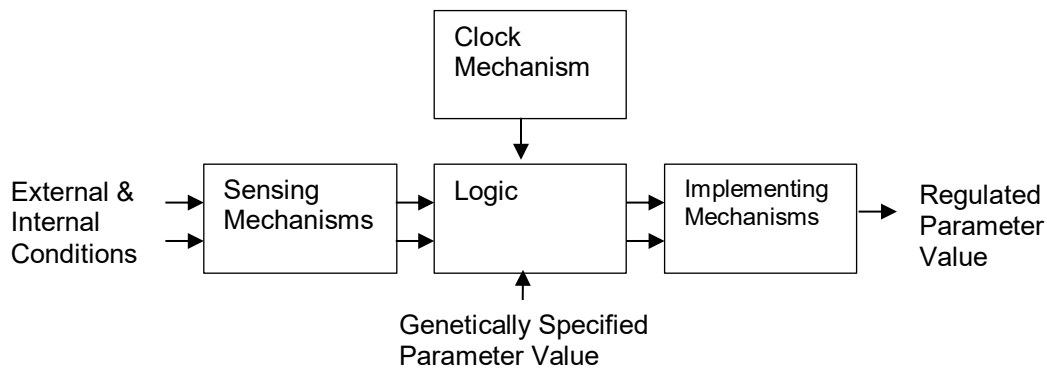 Clock
Mechanism
External &
Internal
Conditions
Sensing
Mechanisms
Logic
Implementing
Mechanisms
Regulated
Parameter
Value
Genetically Specified
Parameter Value